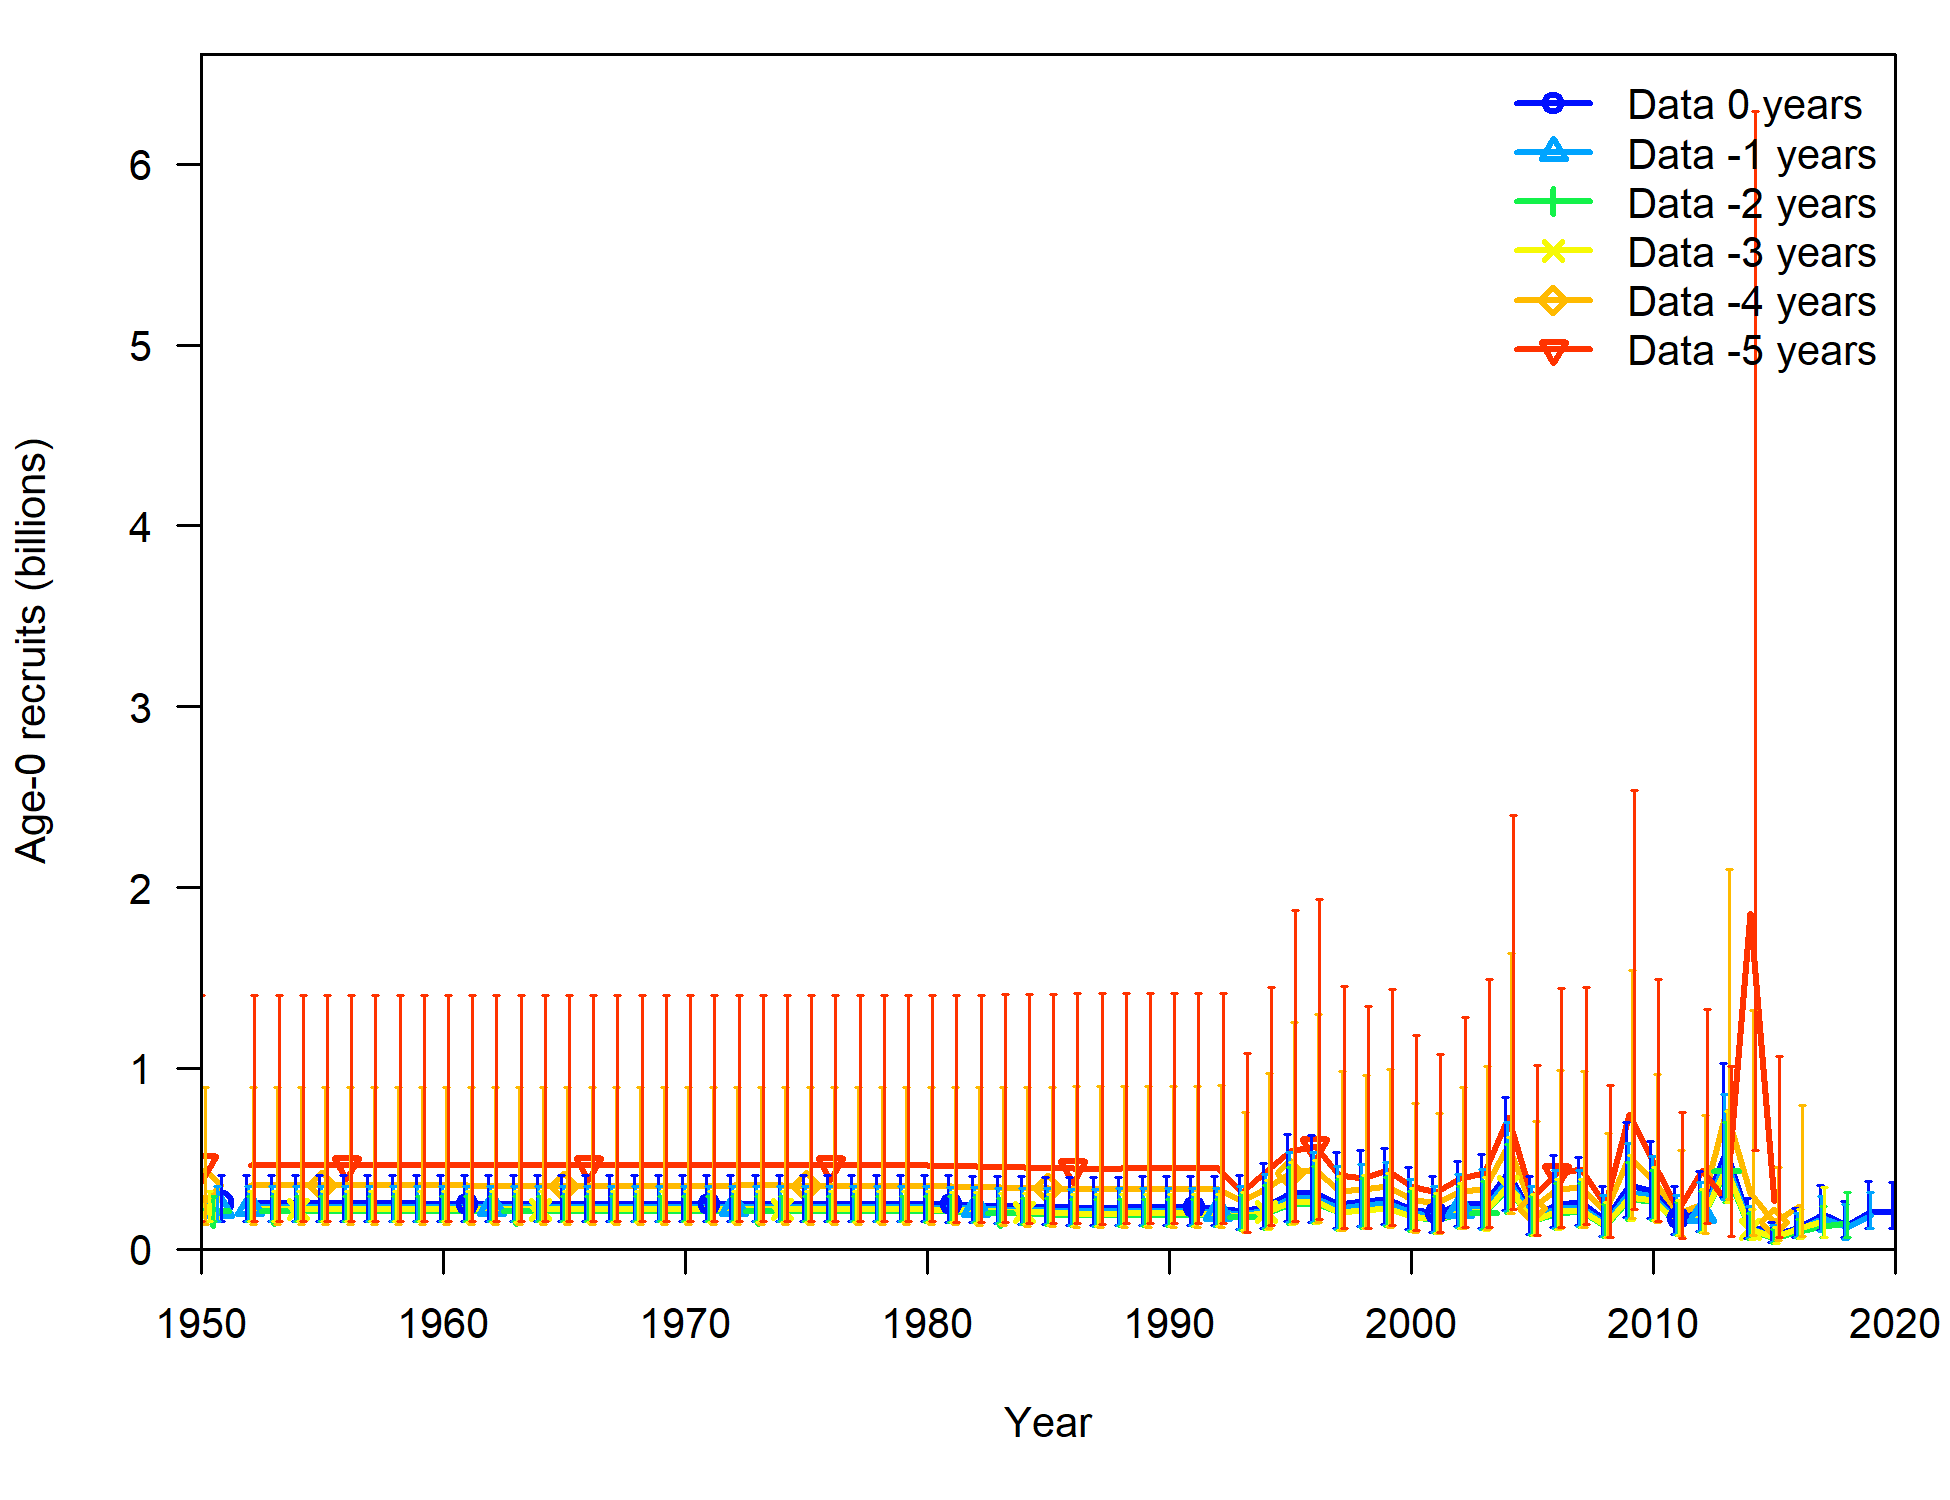 Data 0 years
Data -1 years
Data -2 years
Data -3 years
Data -4 years
Data -5 years
Age-0 recruits (billions)
6
5
4
3
2
1
0
1950 1960 1970 1980 1990 2000 2010 2020
Year